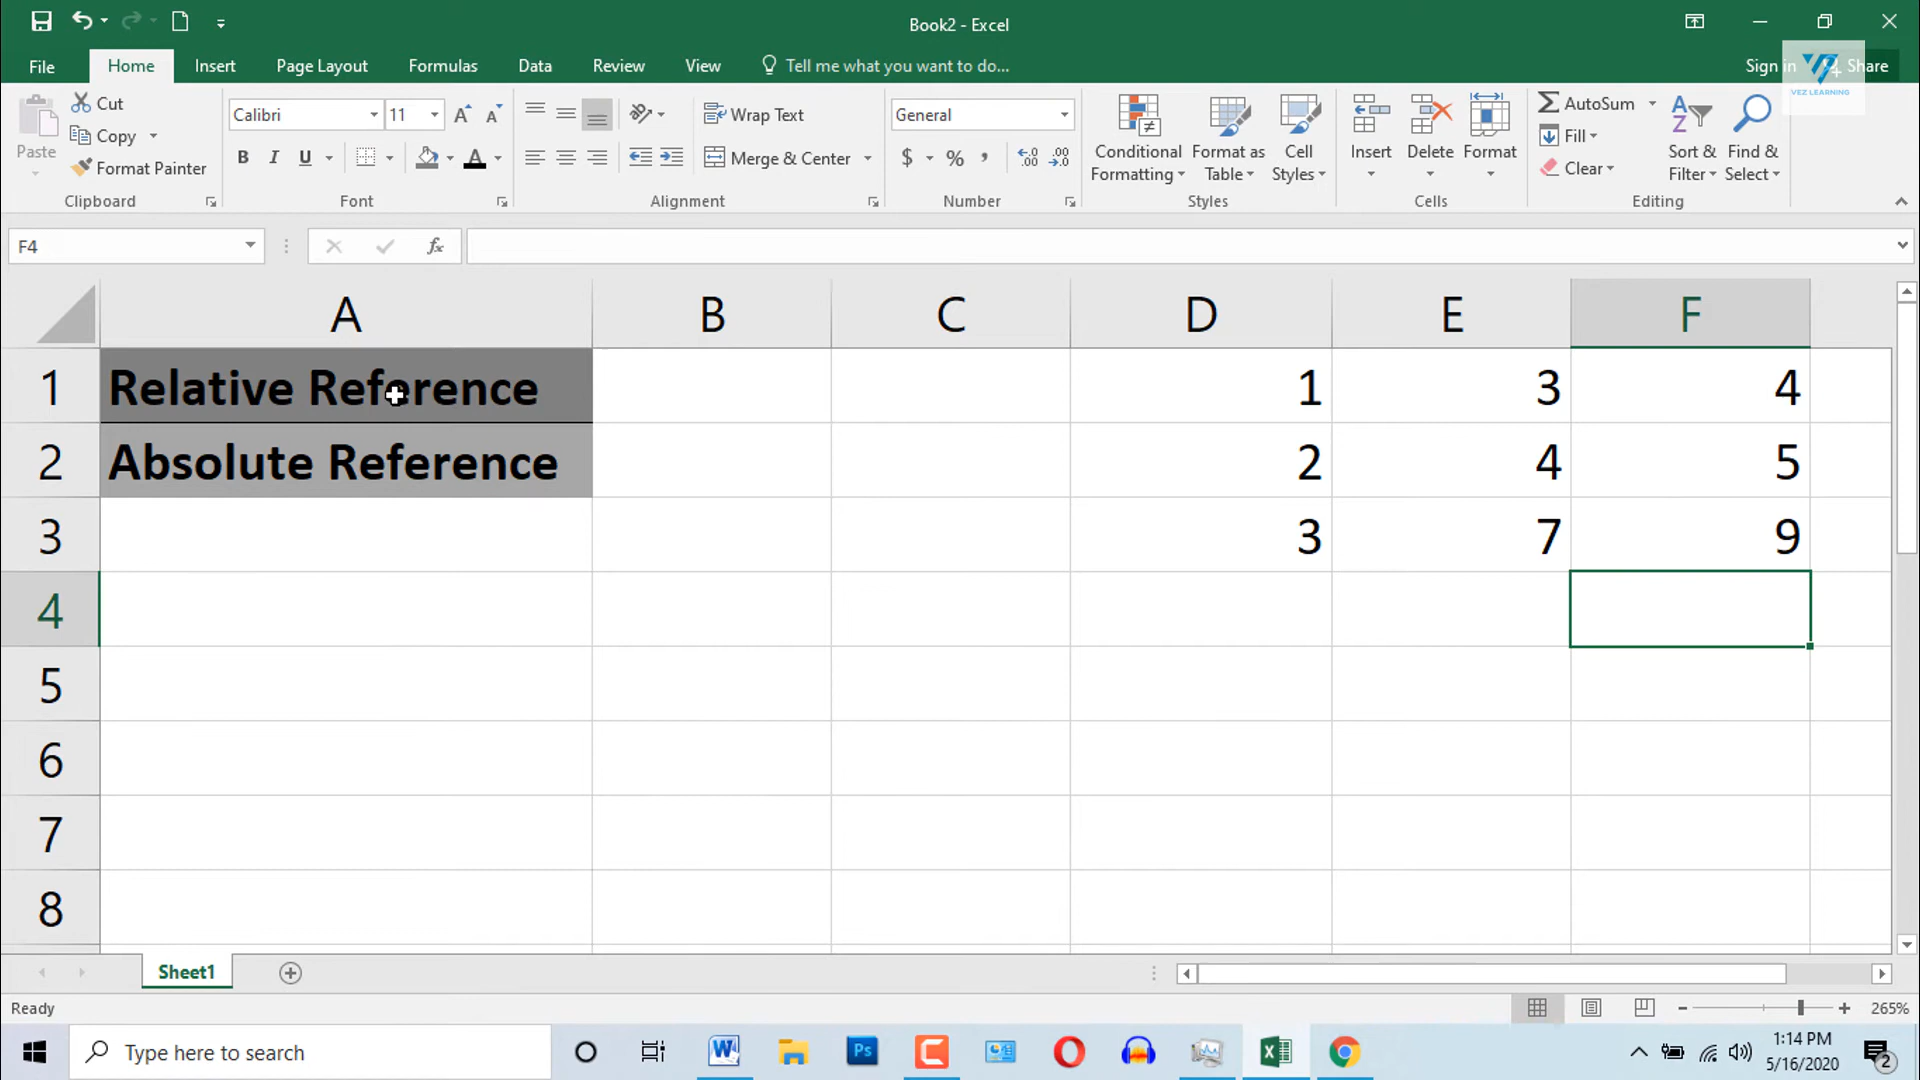 Book2 - Excel
File Home Insert Page Layout Formulas Data Review View Tell me what you want to do... Sign in Share
VEZ LEARNING
Paste
Cut
Copy
Format Painter
Clipboard
Calibri 11
B I U A
Font
Wrap Text
Merge & Center
Alignment
General
$ % ,
Number
Conditional Formatting
Format as Table
Cell Styles
Styles
Insert Delete Format
Cells
AutoSum
Fill
Clear
Sort & Filter
Find & Select
Editing
F4 fx
A B C D E F
1 Relative Reference 1 3 4
2 Absolute Reference 2 4 5
3 3 7 9
4
5
6
7
8
Sheet1
Ready 265%
Type here to search
1:14 PM
5/16/2020
2